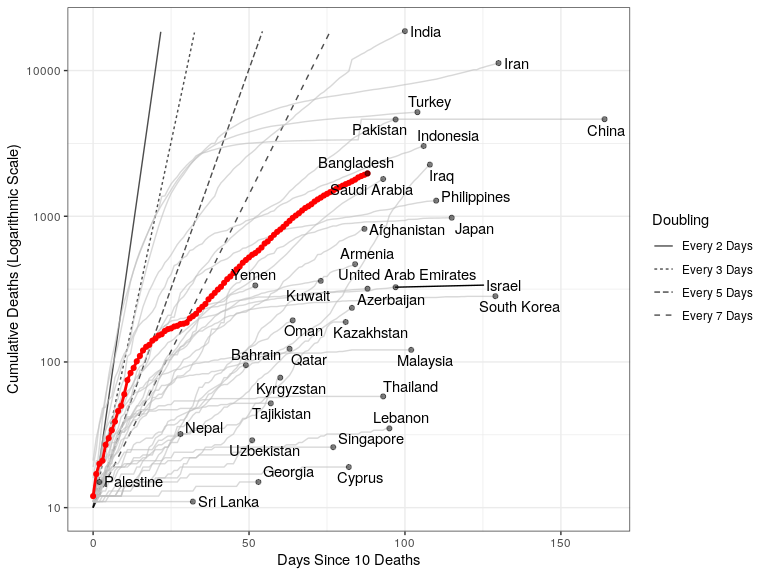 India
Iran
Turkey
Pakistan
China
Indonesia
Bangladesh
Iraq
Saudi Arabia
Philippines
Afghanistan
Japan
Armenia
Yemen
United Arab Emirates
Israel
Kuwait
Azerbaijan
South Korea
Oman
Kazakhstan
Bahrain
Qatar
Malaysia
Kyrgyzstan
Thailand
Tajikistan
Lebanon
Nepal
Singapore
Uzbekistan
Georgia
Cyprus
Palestine
Sri Lanka
10000
1000
100
10
0
50
100
150
Days Since 10 Deaths
Cumulative Deaths (Logarithmic Scale)
Doubling
Every 2 Days
Every 3 Days
Every 5 Days
Every 7 Days